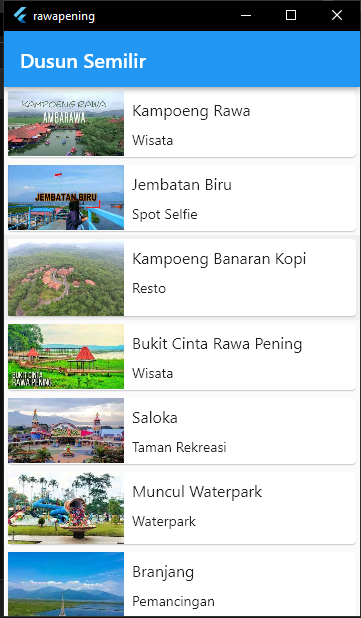 rawapening
Dusun Semilir
KAMPOENG RAWA
AMBARAWA
Kampoeng Rawa
Wisata
JEMBATAN BIRU
Jembatan Biru
Spot Selfie
Kampoeng Banaran Kopi
Resto
BUKIT CINTA
RAWA PENING
Bukit Cinta Rawa Pening
Wisata
Saloka
Taman Rekreasi
Muncul Waterpark
Waterpark
Branjang
Pemancingan